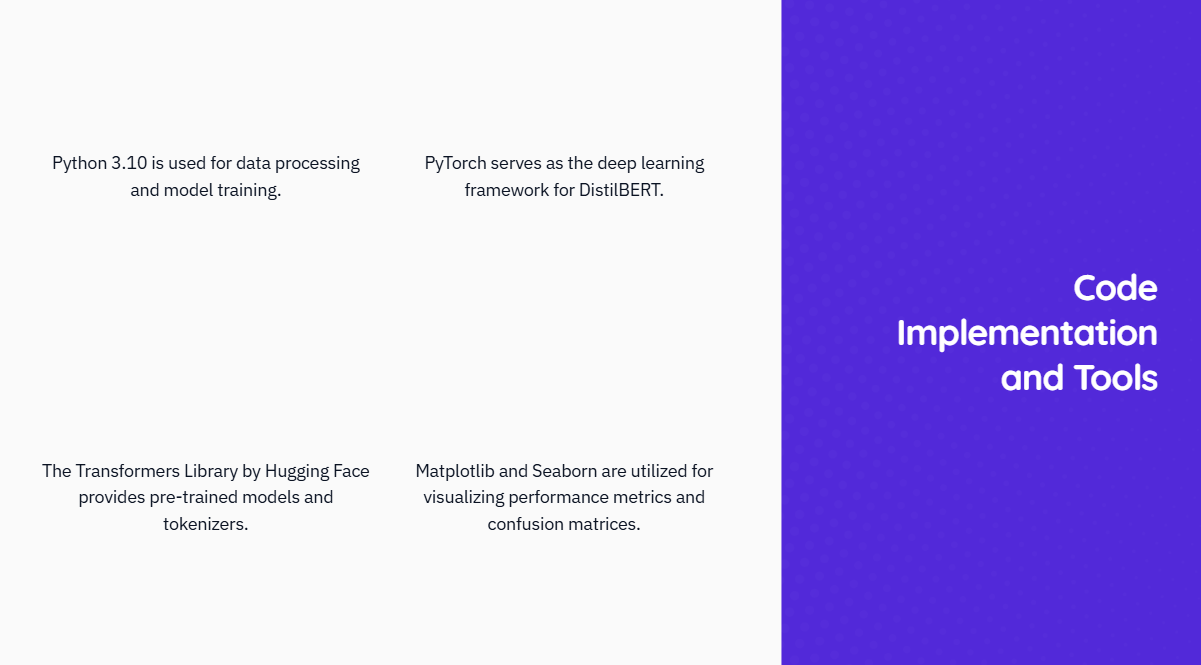 Python 3.10 is used for data processing
and model training.
PyTorch serves as the deep learning
framework for DistilBERT.
The Transformers Library by Hugging Face
provides pre-trained models and
tokenizers.
Matplotlib and Seaborn are utilized for
visualizing performance metrics and
confusion matrices.
Code
Implementation
and Tools